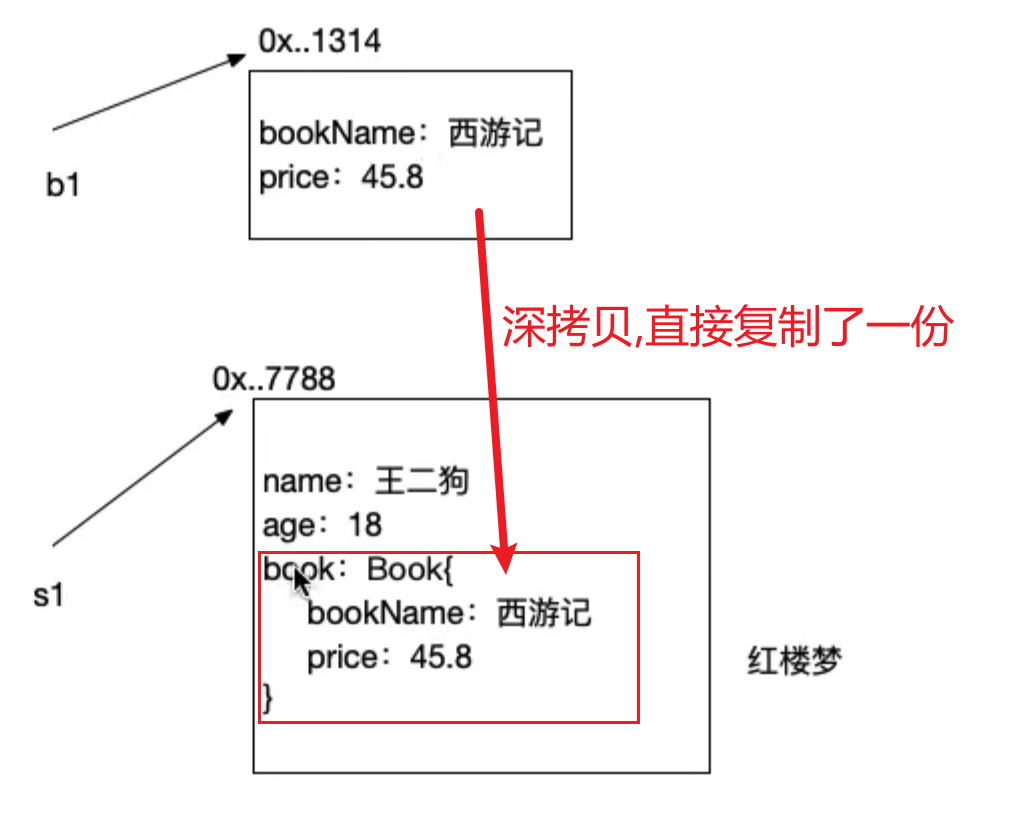 0x..1314
bookName：西游记
price：45.8
b1
深拷贝,直接复制了一份
0x..7788
name：王二狗
age：18
book：Book{
bookName：西游记
price：45.8
}
s1
红楼梦